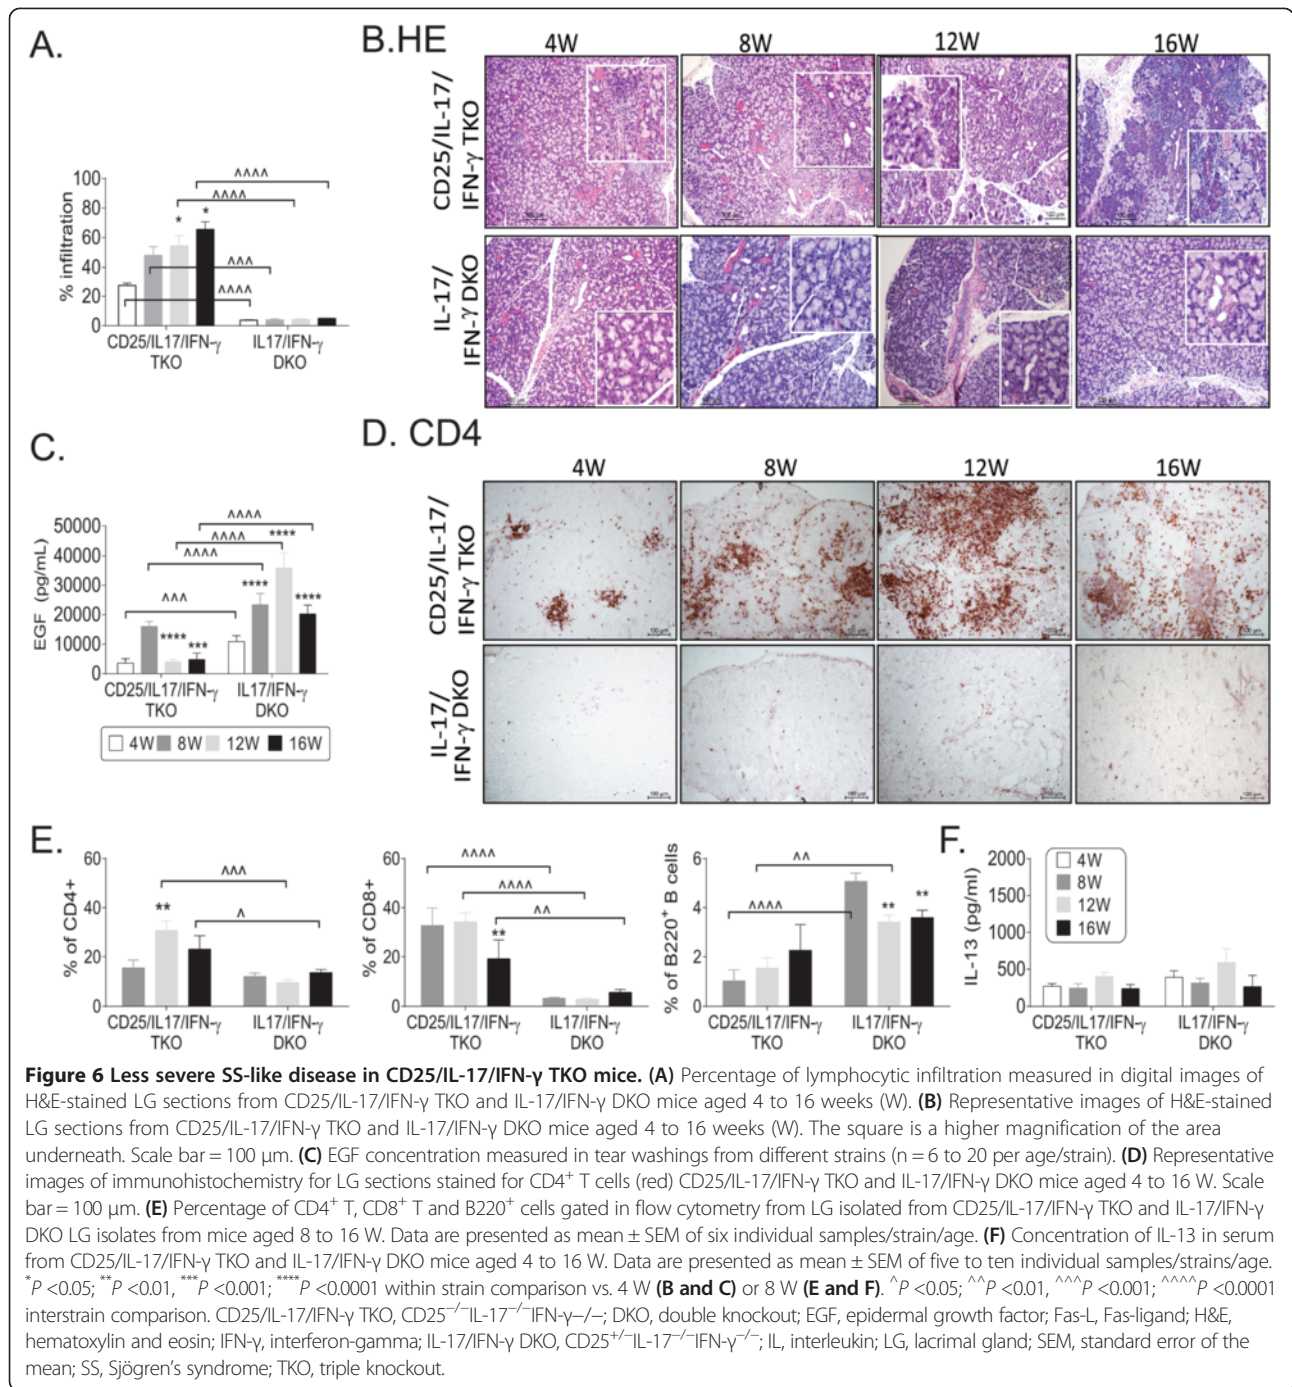 A.
B.HE
4W 8W 12W 16W
CD25/IL-17/
IFN-γ TKO
IL-17/
IFN-γ DKO
% infiltration
100
80
60
40
20
0
^^^^
^^^^
* *
^^^
^^^^
CD25/IL17/IFN-γ
TKO
IL17/IFN-γ
DKO
C.
EGF (pg/mL)
50000
40000
30000
20000
10000
0
^^^^
^^^^ ****
^^^^
**** ****
^^^
**** ***
CD25/IL17/IFN-γ
TKO
IL17/IFN-γ
DKO
4W 8W 12W 16W
D. CD4
4W 8W 12W 16W
CD25/IL-17/
IFN-γ TKO
IL-17/
IFN-γ DKO
100 µm
E.
% of CD4+
60
40
20
0
^^^
** ^
CD25/IL17/IFN-γ
TKO
IL17/IFN-γ
DKO
% of CD8+
60
40
20
0
^^^^
^^^^
^^
**
CD25/IL17/IFN-γ
TKO
IL17/IFN-γ
DKO
% of B220⁺ B cells
6
4
2
0
^^
^^^^
** **
CD25/IL17/IFN-γ
TKO
IL17/IFN-γ
DKO
F.
IL-13 (pg/ml)
2000
1500
1000
500
0
4W
8W
12W
16W
CD25/IL17/IFN-γ
TKO
IL17/IFN-γ
DKO
Figure 6 Less severe SS-like disease in CD25/IL-17/IFN-γ TKO mice. (A) Percentage of lymphocytic infiltration measured in digital images of
H&E-stained LG sections from CD25/IL-17/IFN-γ TKO and IL-17/IFN-γ DKO mice aged 4 to 16 weeks (W). (B) Representative images of H&E-stained
LG sections from CD25/IL-17/IFN-γ TKO and IL-17/IFN-γ DKO mice aged 4 to 16 weeks (W). The square is a higher magnification of the area
underneath. Scale bar = 100 μm. (C) EGF concentration measured in tear washings from different strains (n = 6 to 20 per age/strain). (D) Representative
images of immunohistochemistry for LG sections stained for CD4⁺ T cells (red) CD25/IL-17/IFN-γ TKO and IL-17/IFN-γ DKO mice aged 4 to 16 W. Scale
bar = 100 μm. (E) Percentage of CD4⁺ T, CD8⁺ T and B220⁺ cells gated in flow cytometry from LG isolated from CD25/IL-17/IFN-γ TKO and IL-17/IFN-γ
DKO LG isolates from mice aged 8 to 16 W. Data are presented as mean ± SEM of six individual samples/strain/age. (F) Concentration of IL-13 in serum
from CD25/IL-17/IFN-γ TKO and IL-17/IFN-γ DKO mice aged 4 to 16 W. Data are presented as mean ± SEM of five to ten individual samples/strains/age.
*P <0.05; **P <0.01, ***P <0.001; ****P <0.0001 within strain comparison vs. 4 W (B and C) or 8 W (E and F). ^P <0.05; ^^P <0.01, ^^^P <0.001; ^^^^P <0.0001
interstrain comparison. CD25/IL-17/IFN-γ TKO, CD25⁻/⁻IL-17⁻/⁻IFN-γ–/–; DKO, double knockout; EGF, epidermal growth factor; Fas-L, Fas-ligand; H&E,
hematoxylin and eosin; IFN-γ, interferon-gamma; IL-17/IFN-γ DKO, CD25⁺/⁻IL-17⁻/⁻IFN-γ⁻/⁻; IL, interleukin; LG, lacrimal gland; SEM, standard error of the
mean; SS, Sjögren's syndrome; TKO, triple knockout.